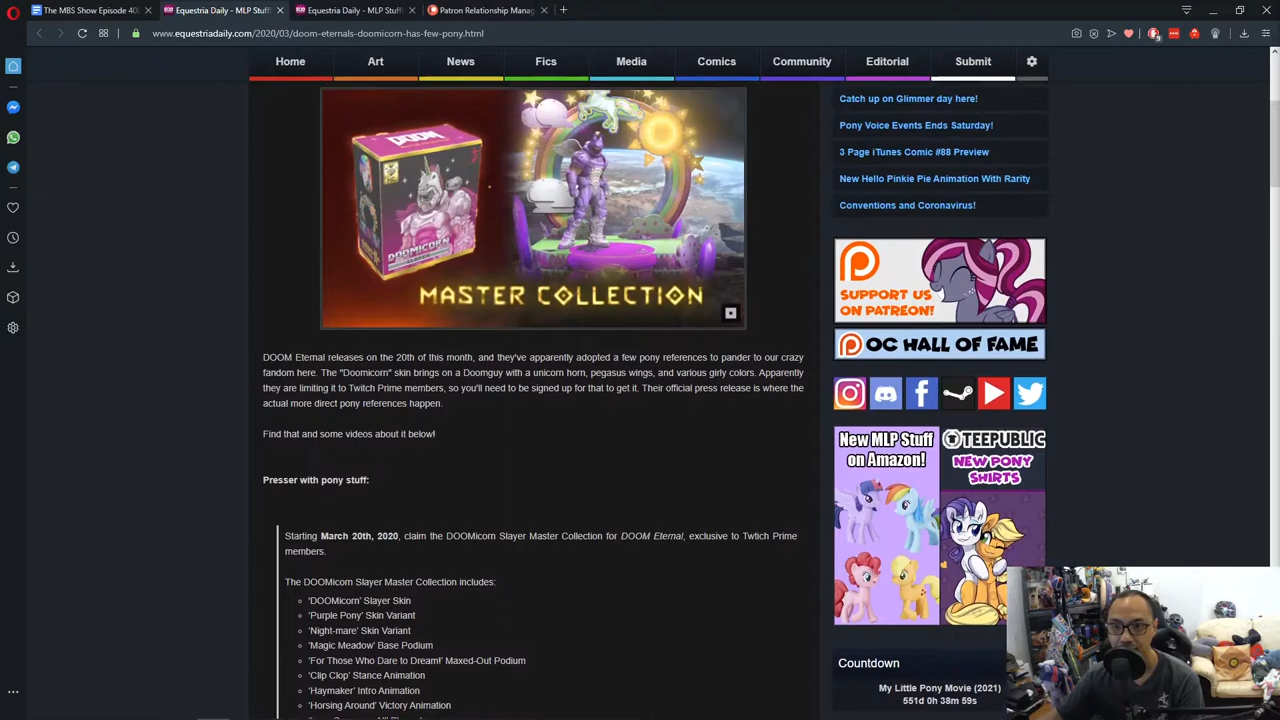 The MBS Show Episode 40
Equestria Daily - MLP Stuff
Equestria Daily - MLP Stuff
Patron Relationship Manag
www.equestriadaily.com/2020/03/doom-eternals-doomicorn-has-few-pony.html
Home
Art
News
Fics
Media
Comics
Community
Editorial
Submit
DOOM
DOOMICORN
MASTER COLLECTION
DOOM Eternal releases on the 20th of this month, and they've apparently adopted a few pony references to pander to our crazy
fandom here. The "Doomicorn" skin brings on a Doomguy with a unicorn horn, pegasus wings, and various girly colors. Apparently
they are limiting it to Twitch Prime members, so you'll need to be signed up for that to get it. Their official press release is where the
actual more direct pony references happen.
Find that and some videos about it below!
Presser with pony stuff:
Starting March 20th, 2020, claim the DOOMicorn Slayer Master Collection for DOOM Eternal, exclusive to Twtich Prime
members.
The DOOMicorn Slayer Master Collection includes:
'DOOMicorn' Slayer Skin
'Purple Pony' Skin Variant
'Night-mare' Skin Variant
'Magic Meadow' Base Podium
'For Those Who Dare to Dream!' Maxed-Out Podium
'Clip Clop' Stance Animation
'Haymaker' Intro Animation
'Horsing Around' Victory Animation
Catch up on Glimmer day here!
Pony Voice Events Ends Saturday!
3 Page iTunes Comic #88 Preview
New Hello Pinkie Pie Animation With Rarity
Conventions and Coronavirus!
SUPPORT US
ON PATREON!
OC HALL OF FAME
New MLP Stuff
on Amazon!
TEEPUBLIC
NEW PONY
SHIRTS
Countdown
My Little Pony Movie (2021)
551d 0h 38m 59s